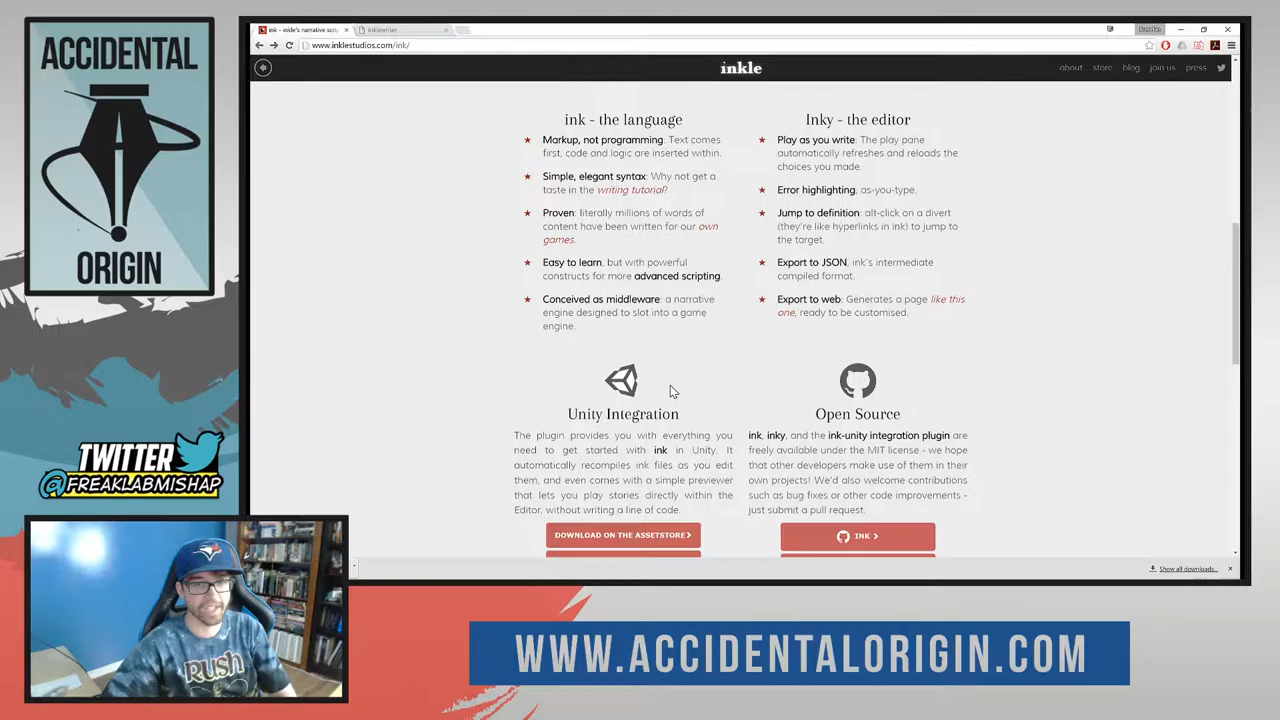 ACCIDENTAL
ORIGIN
TWITTER
@FREAKLABMISHAP
Rush
ink - inkle's narrative scrip
inklewriter
www.inklestudios.com/ink/
inkle
about store blog join us press
ink - the language
Markup, not programming: Text comes
first, code and logic are inserted within.
Simple, elegant syntax: Why not get a
taste in the writing tutorial?
Proven: literally millions of words of
content have been written for our own
games.
Easy to learn, but with powerful
constructs for more advanced scripting.
Conceived as middleware: a narrative
engine designed to slot into a game
engine.
Inky - the editor
Play as you write: The play pane
automatically refreshes and reloads the
choices you made.
Error highlighting, as-you-type.
Jump to definition: alt-click on a divert
(they're like hyperlinks in ink) to jump to
the target.
Export to JSON, ink's intermediate
compiled format.
Export to web: Generates a page like this
one, ready to be customised.
Unity Integration
The plugin provides you with everything you
need to get started with ink in Unity. It
automatically recompiles ink files as you edit
them, and even comes with a simple previewer
that lets you play stories directly within the
Editor, without writing a line of code.
DOWNLOAD ON THE ASSETSTORE
Open Source
ink, inky, and the ink-unity integration plugin are
freely available under the MIT license - we hope
that other developers make use of them in their
own projects! We'd also welcome contributions
such as bug fixes or other code improvements -
just submit a pull request.
INK
Show all downloads...
WWW.ACCIDENTALORIGIN.COM